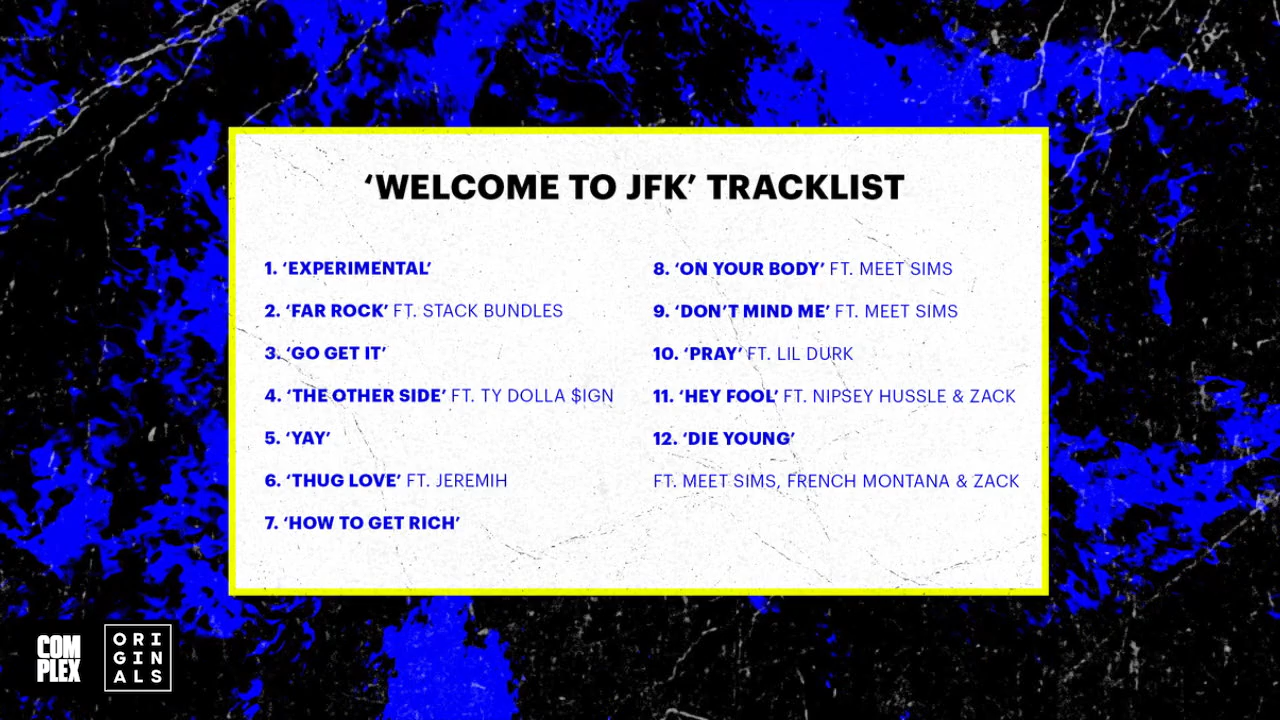 ‘WELCOME TO JFK’ TRACKLIST
1. ‘EXPERIMENTAL’
2. ‘FAR ROCK’ FT. STACK BUNDLES
3. ‘GO GET IT’
4. ‘THE OTHER SIDE’ FT. TY DOLLA $IGN
5. ‘YAY’
6. ‘THUG LOVE’ FT. JEREMIH
7. ‘HOW TO GET RICH’
8. ‘ON YOUR BODY’ FT. MEET SIMS
9. ‘DON’T MIND ME’ FT. MEET SIMS
10. ‘PRAY’ FT. LIL DURK
11. ‘HEY FOOL’ FT. NIPSEY HUSSLE & ZACK
12. ‘DIE YOUNG’
FT. MEET SIMS, FRENCH MONTANA & ZACK
COM
PLEX
ORI
GIN
ALS